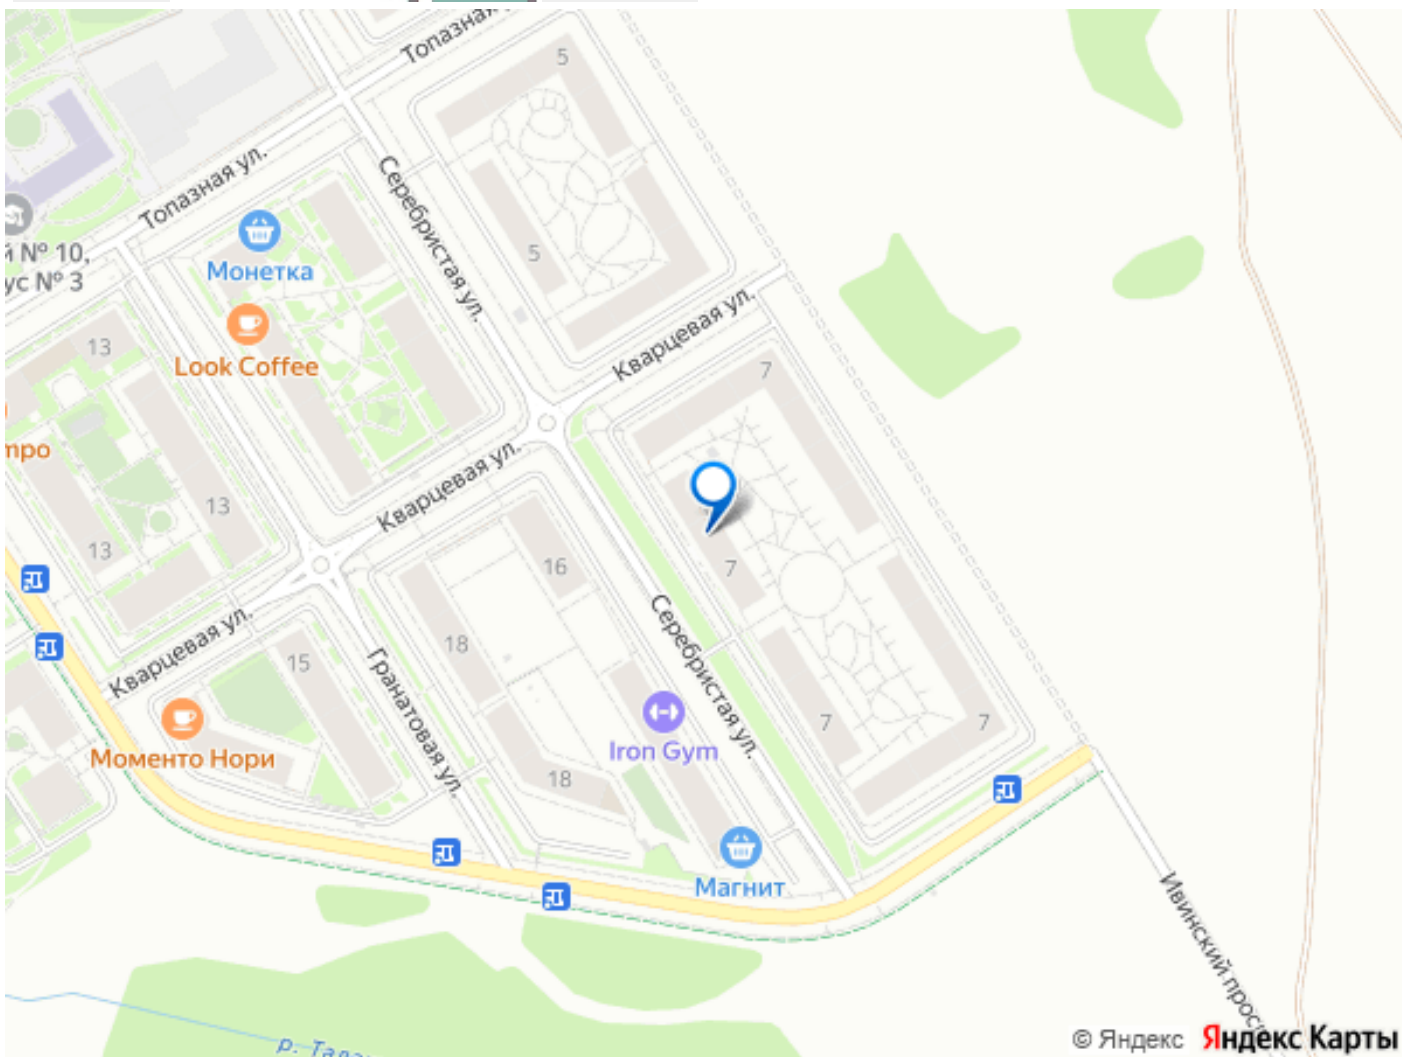 Топазная
5
Топазная ул.
Серебристая ул.
№ 10,
№ 3
Монетка
5
Look Coffee
Кварцевая ул.
13
7
Кварцевая ул.
13
13
16
7
Серебристая ул.
Кварцевая ул.
15
18
Гранатовая ул.
Iron Gym
7
7
Моменто Нори
18
Магнит
Ивинский
р.
© Яндекс Яндекс Карты